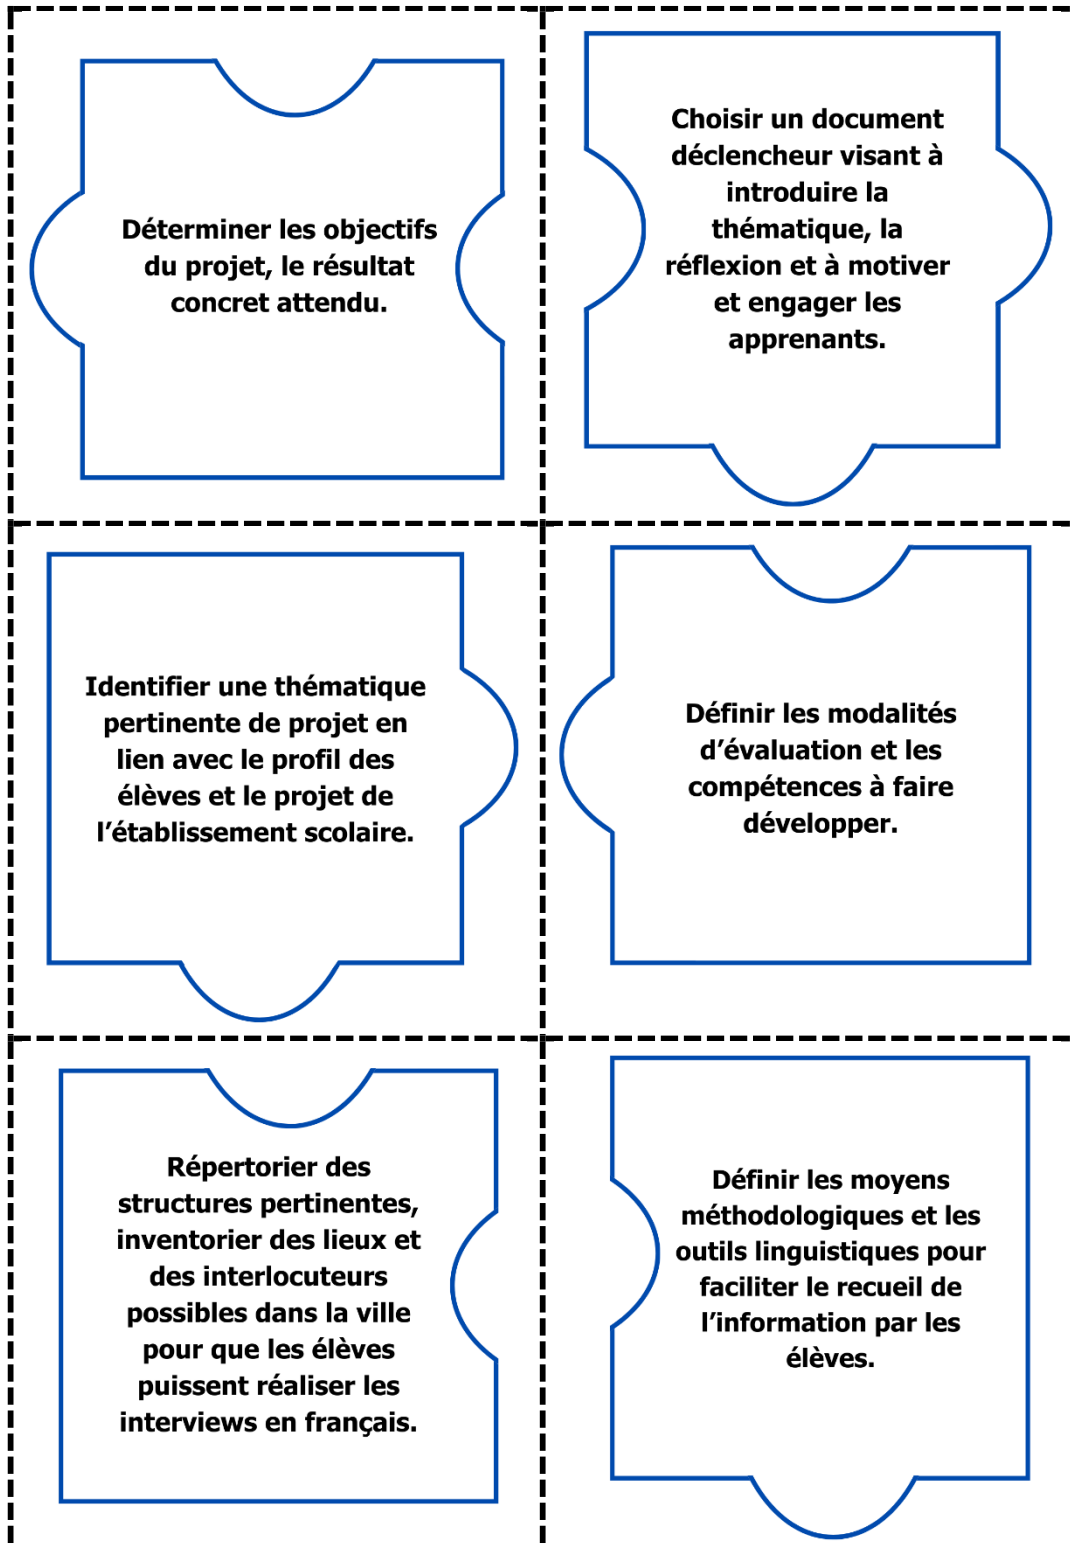 Déterminer les objectifs
du projet, le résultat
concret attendu.
Choisir un document
déclencheur visant à
introduire la
thématique, la
réflexion et à motiver
et engager les
apprenants.
Identifier une thématique
pertinente de projet en
lien avec le profil des
élèves et le projet de
l'établissement scolaire.
Définir les modalités
d'évaluation et les
compétences à faire
développer.
Répertorier des
structures pertinentes,
inventorier des lieux et
des interlocuteurs
possibles dans la ville
pour que les élèves
puissent réaliser les
interviews en français.
Définir les moyens
méthodologiques et les
outils linguistiques pour
faciliter le recueil de
l'information par les
élèves.